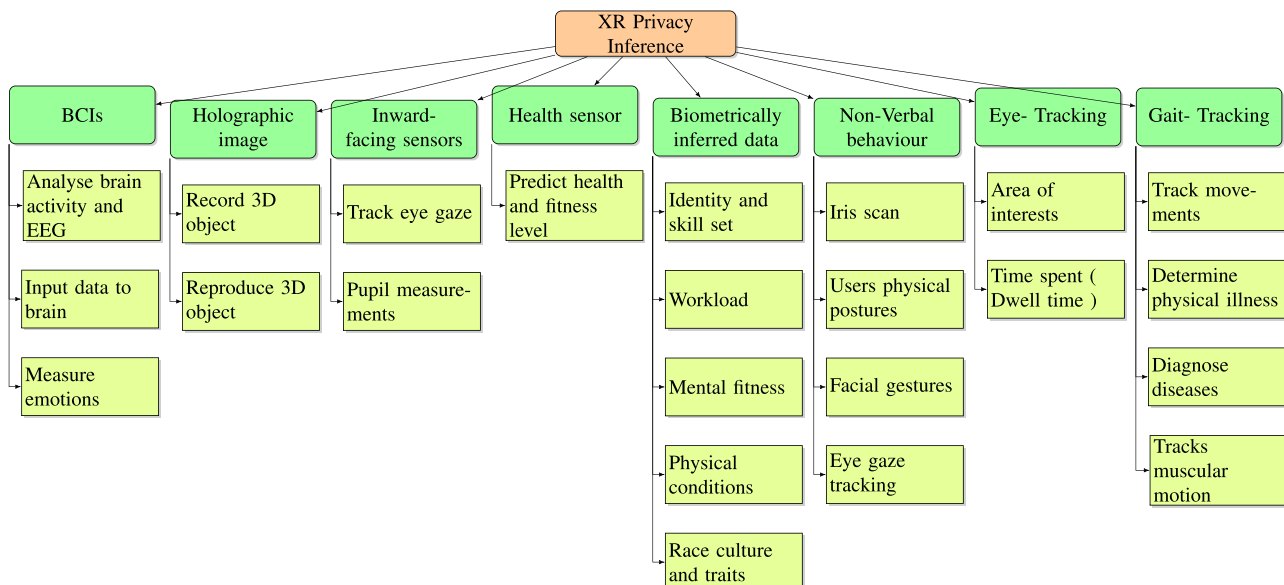 XR Privacy
Inference
BCIs
Holographic
image
Inward-
facing sensors
Health sensor
Biometrically
inferred data
Non-Verbal
behaviour
Eye- Tracking
Gait- Tracking
Analyse brain
activity and
EEG
Input data to
brain
Measure
emotions
Record 3D
object
Reproduce 3D
object
Track eye gaze
Pupil measure-
ments
Predict health
and fitness
level
Identity and
skill set
Workload
Mental fitness
Physical
conditions
Race culture
and traits
Iris scan
Users physical
postures
Facial gestures
Eye gaze
tracking
Area of
interests
Time spent (
Dwell time )
Track move-
ments
Determine
physical illness
Diagnose
diseases
Tracks
muscular
motion